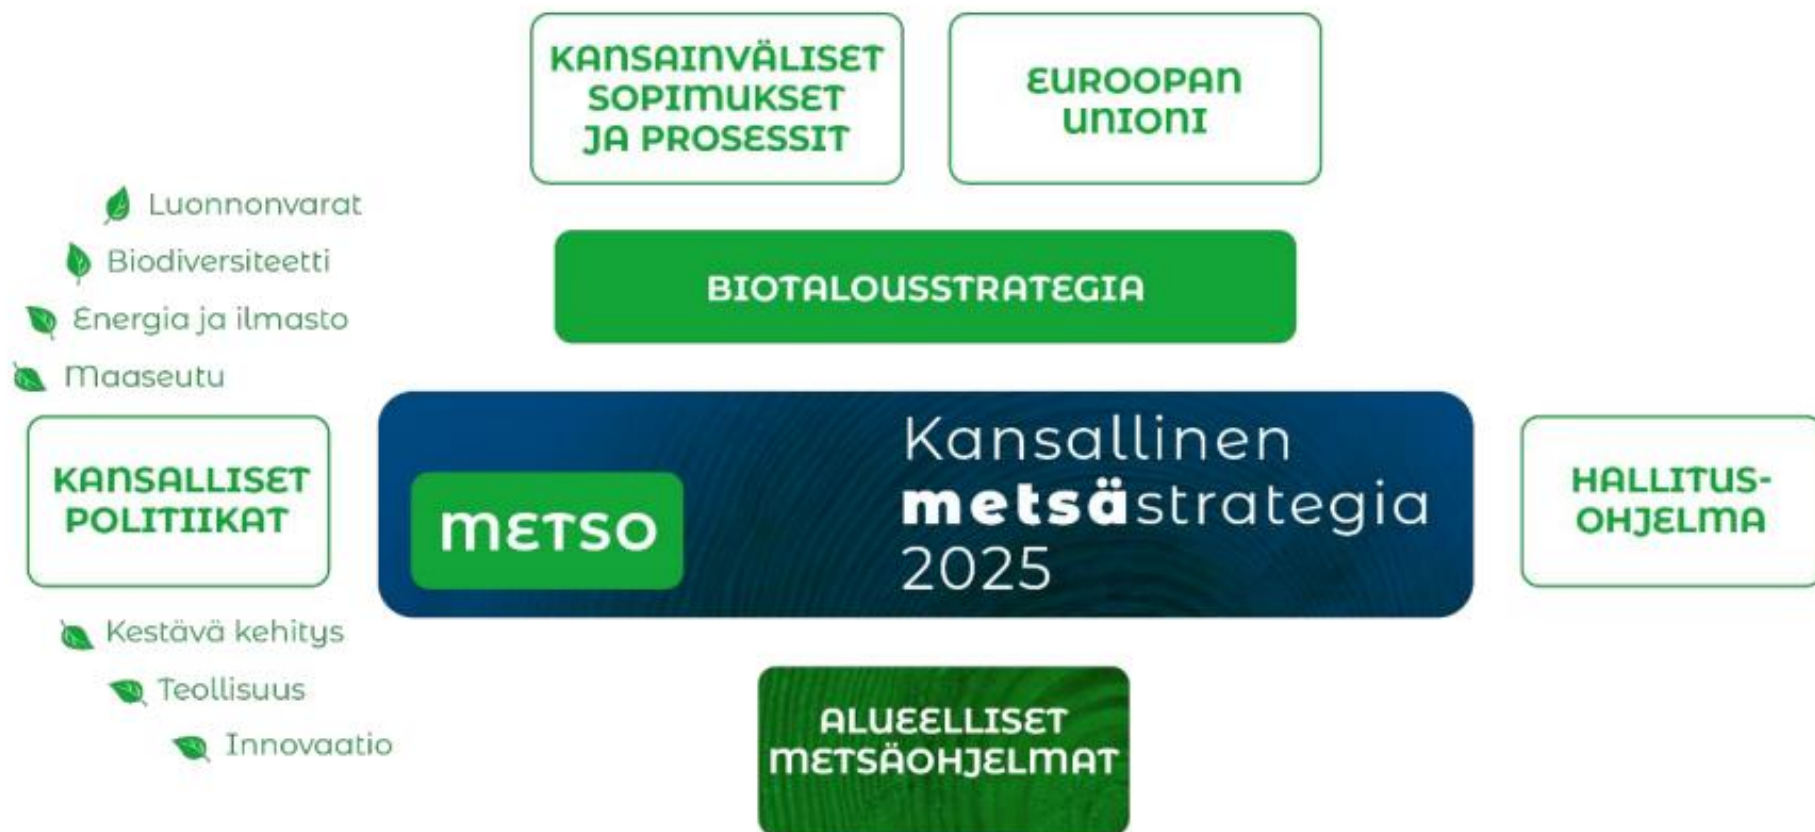 KANSAINVÄLISET
SOPIMUKSET
JA PROSESSIT
EUROOPAN
UNIONI
Luonnonvarat
Biodiversiteetti
Energia ja ilmasto
Maaseutu
BIOTALOUSSTRATEGIA
KANSALLISET
POLITIIKAT
METSO
Kansallinen
metsästrategia
2025
HALLITUS-
OHJELMA
Kestävä kehitys
Teollisuus
Innovaatio
ALUEELLISET
METSÄOHJELMAT